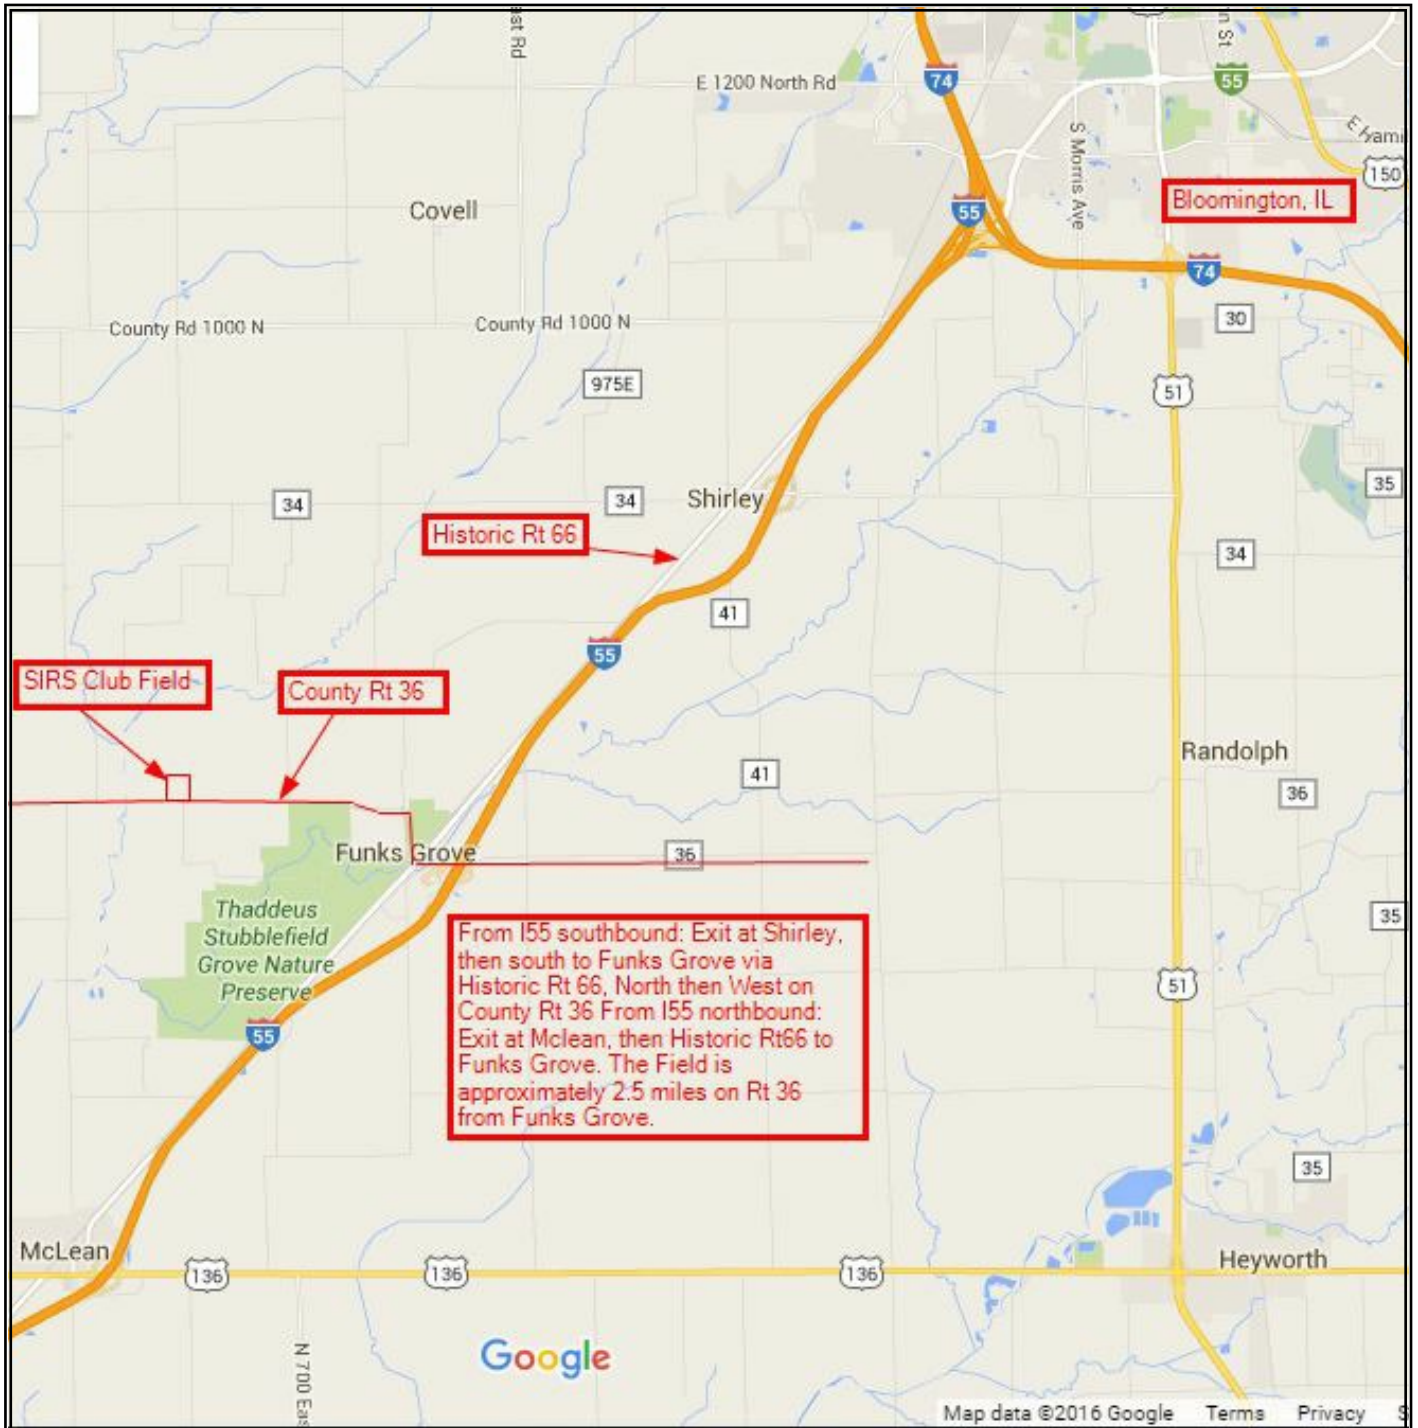 ast Rd
n St
E 1200 North Rd
74
55
S Morris Ave
150
Bloomington, IL
Covell
55
74
30
County Rd 1000 N
County Rd 1000 N
975E
51
35
34
34
Shirley
Historic Rt 66
34
41
55
SIRS Club Field
County Rt 36
Randolph
41
36
Funks Grove
36
Thaddeus
Stubblefield
Grove Nature
Preserve
35
From I55 southbound: Exit at Shirley,
then south to Funks Grove via
Historic Rt 66, North then West on
County Rt 36 From I55 northbound:
Exit at Mclean, then Historic Rt66 to
Funks Grove. The Field is
approximately 2.5 miles on Rt 36
from Funks Grove.
51
55
35
McLean
136
136
136
Heyworth
N 700 Eas
Google
Map data ©2016 Google Terms Privacy